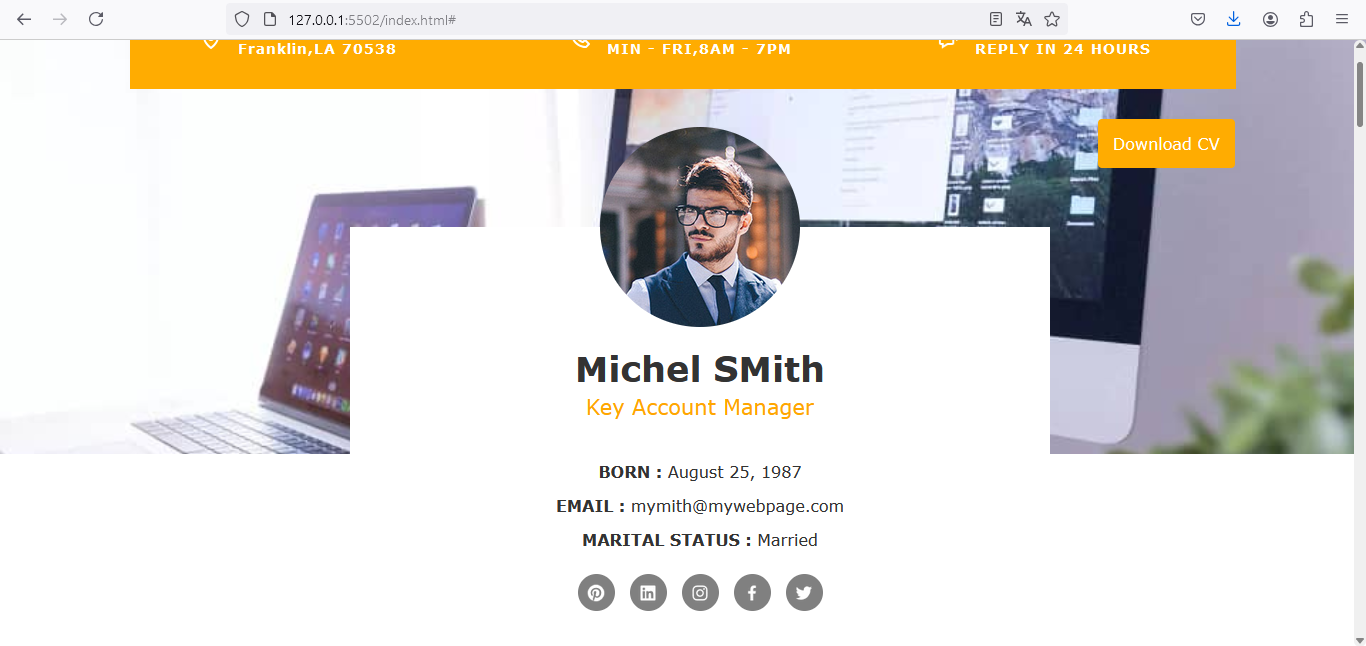 127.0.0.1:5502/index.html#
Franklin,LA 70538
MIN - FRI,8AM - 7PM
REPLY IN 24 HOURS
Download CV
Michel SMith
Key Account Manager
BORN : August 25, 1987
EMAIL : mymith@mywebpage.com
MARITAL STATUS : Married